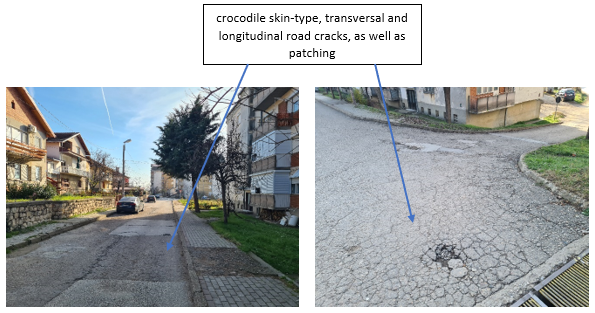 crocodile skin-type, transversal and
longitudinal road cracks, as well as
patching